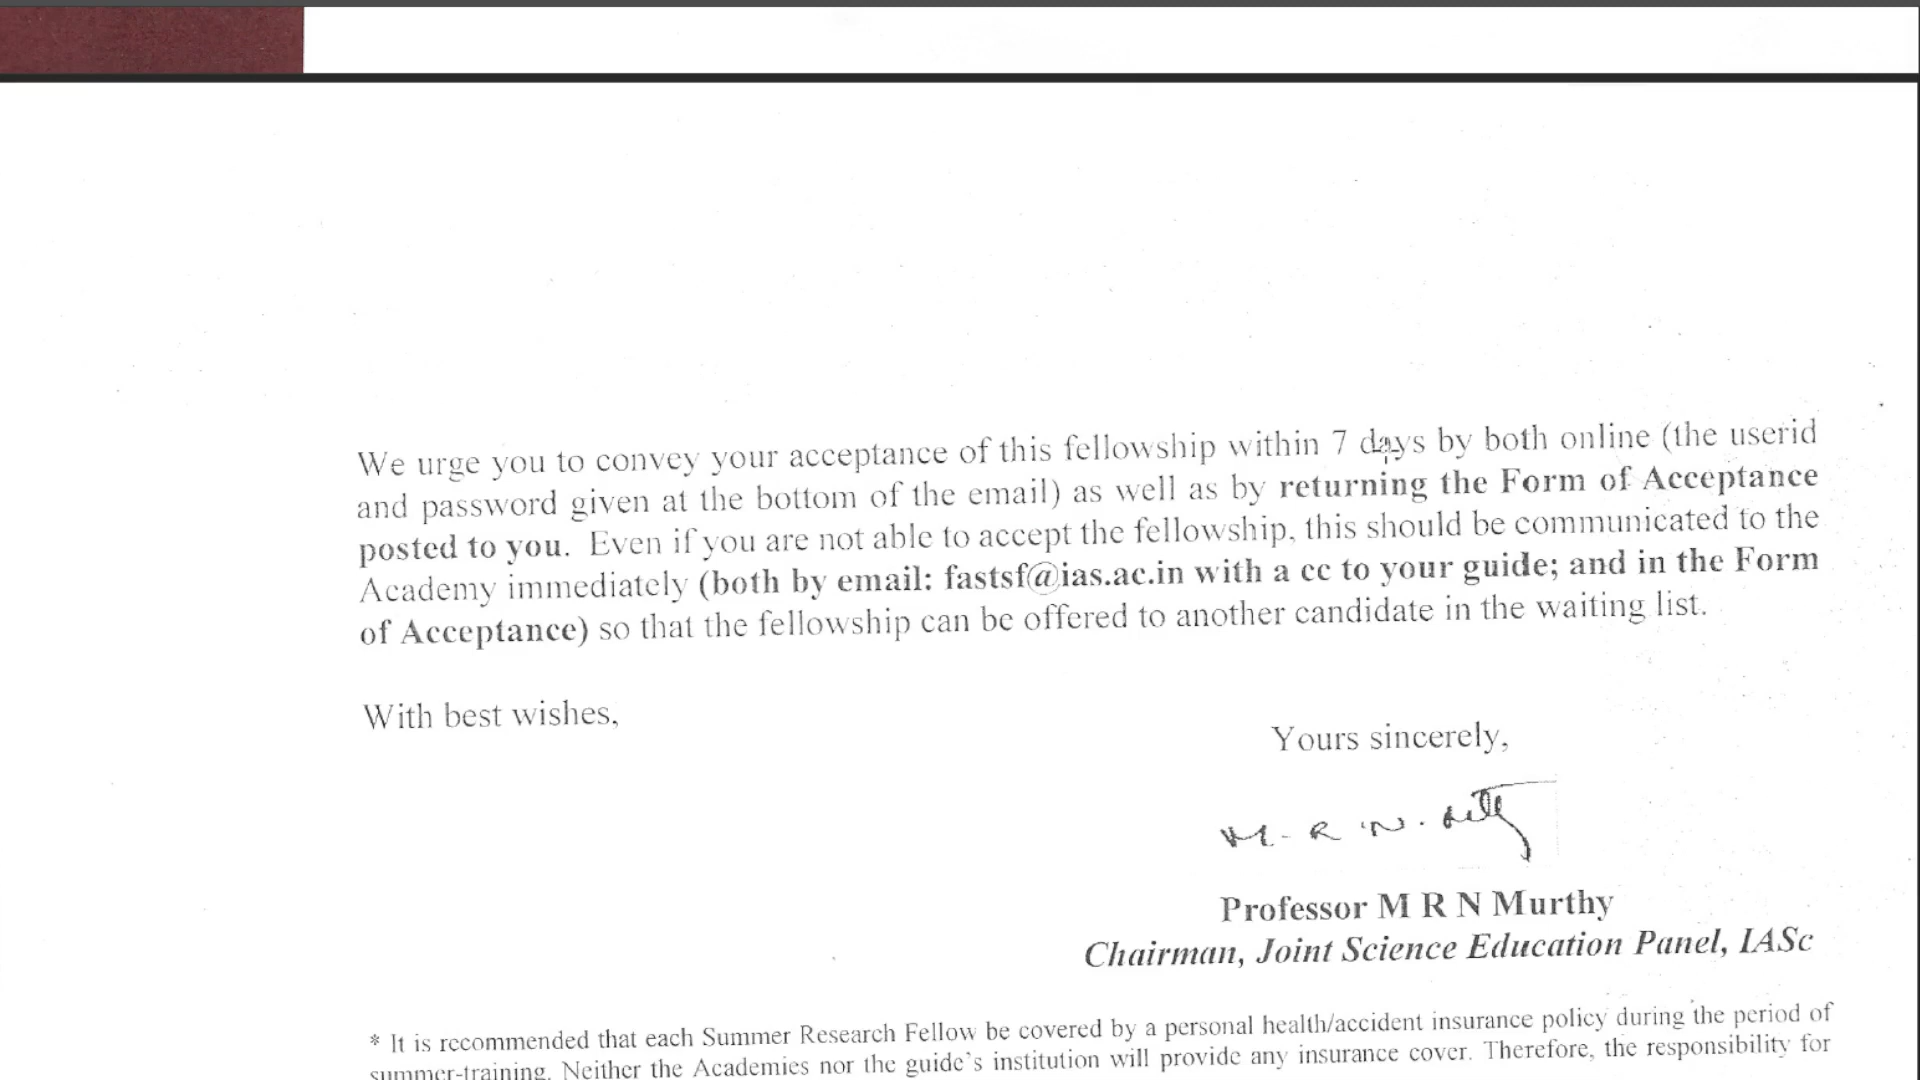 We urge you to convey your acceptance of this fellowship within 7 days by both online (the userid
and password given at the bottom of the email) as well as by returning the Form of Acceptance
posted to you. Even if you are not able to accept the fellowship, this should be communicated to the
Academy immediately (both by email: fastsf@ias.ac.in with a cc to your guide; and in the Form
of Acceptance) so that the fellowship can be offered to another candidate in the waiting list.
With best wishes,
Yours sincerely,
M. R. N. Murthy
Professor M R N Murthy
Chairman, Joint Science Education Panel, IASc
* It is recommended that each Summer Research Fellow be covered by a personal health/accident insurance policy during the period of
summer-training. Neither the Academies nor the guide's institution will provide any insurance cover. Therefore, the responsibility for